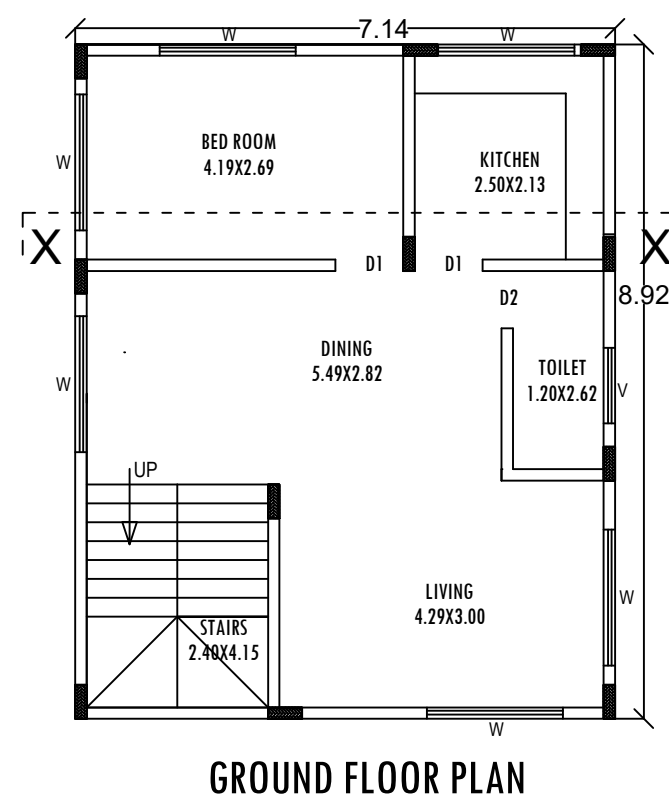 W
7.14
W
BED ROOM
4.19X2.69
KITCHEN
2.50X2.13
W
X
X
D1
D1
D2
8.92
DINING
5.49X2.82
TOILET
1.20X2.62
W
V
UP
LIVING
4.29X3.00
W
STAIRS
2.40X4.15
W
GROUND FLOOR PLAN